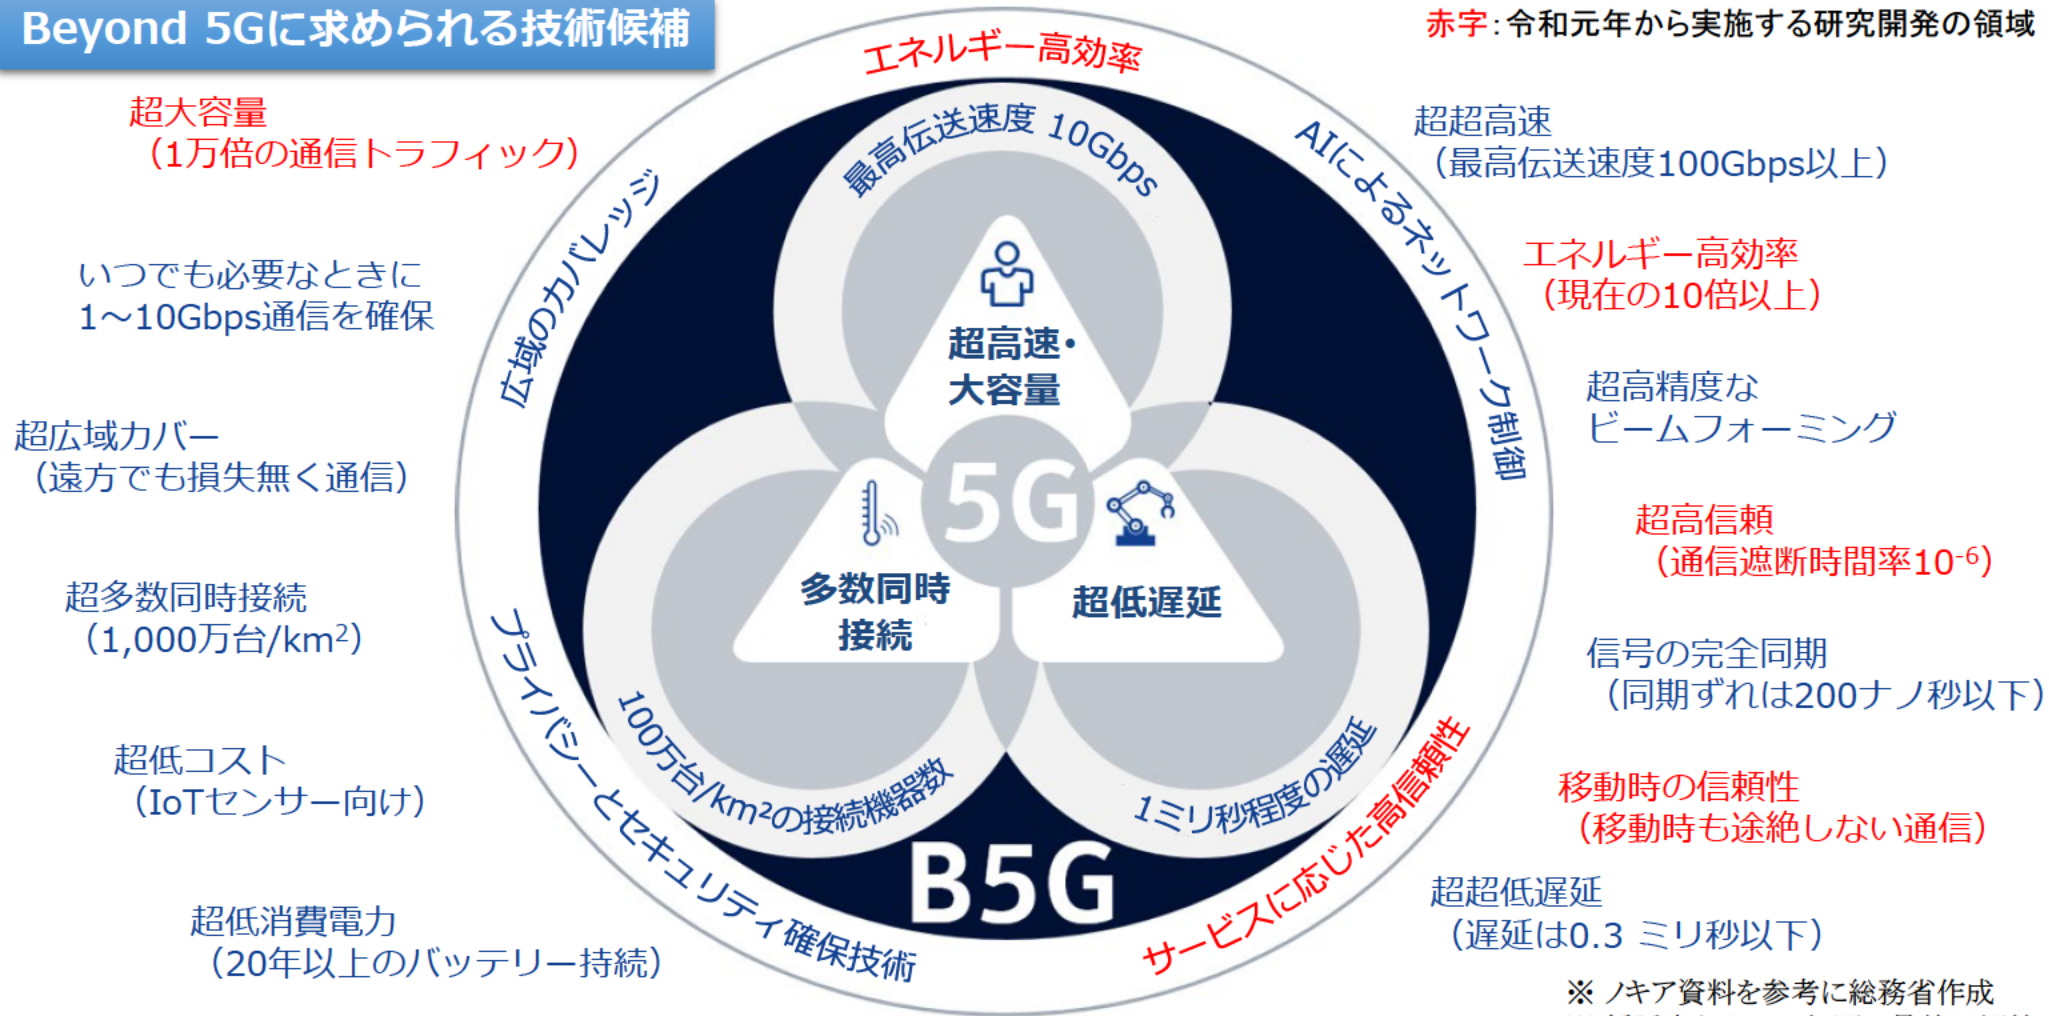 Beyond 5Gに求められる技術候補
赤字：令和元年から実施する研究開発の領域
超大容量
（1万倍の通信トラフィック）
いつでも必要なときに
1～10Gbps通信を確保
超広域カバー
（遠方でも損失無く通信）
超多数同時接続
（1,000万台/km²）
超低コスト
（IoTセンサー向け）
超低消費電力
（20年以上のバッテリー持続）
エネルギー高効率
広域のカバレッジ
AIによるネットワーク制御
プライバシーとセキュリティ確保技術
サービスに応じた高信頼性
最高伝送速度 10Gbps
超高速・
大容量
5G
多数同時
接続
超低遅延
100万台/km²の接続機器数
1ミリ秒程度の遅延
B5G
超超高速
（最高伝送速度100Gbps以上）
エネルギー高効率
（現在の10倍以上）
超高精度な
ビームフォーミング
超高信頼
（通信遮断時間率10⁻⁶）
信号の完全同期
（同期ずれは200ナノ秒以下）
移動時の信頼性
（移動時も途絶しない通信）
超超低遅延
（遅延は0.3 ミリ秒以下）
※ ノキア資料を参考に総務省作成